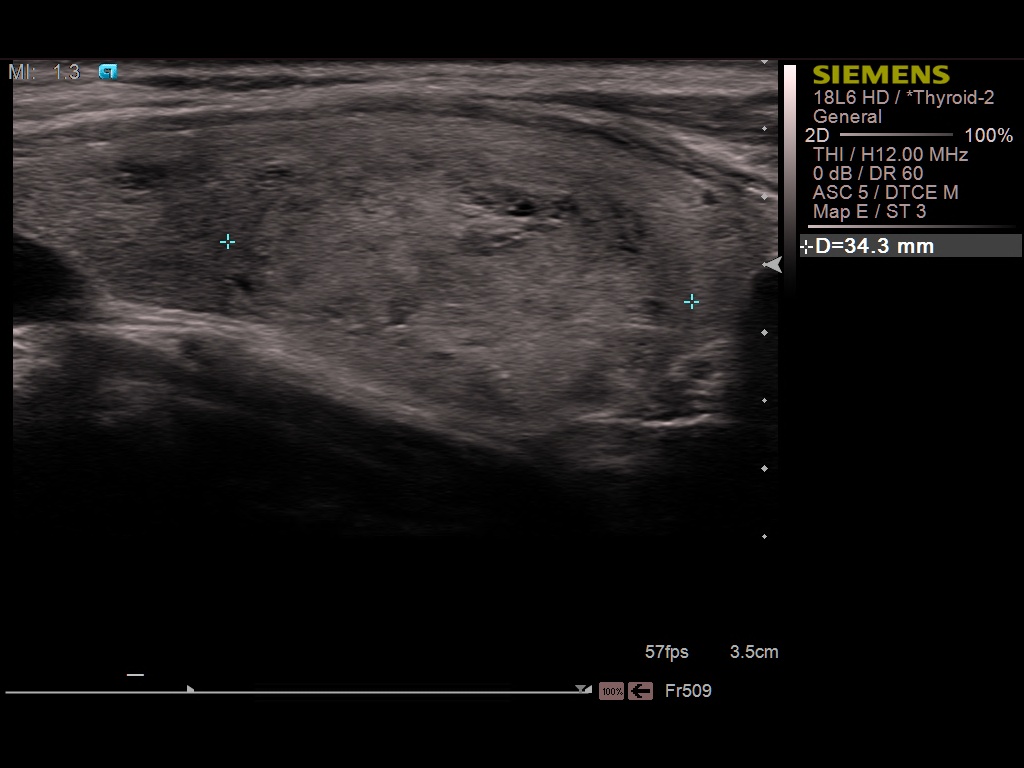 MI: 1.3
SIEMENS
18L6 HD / *Thyroid-2
General
2D 100%
THI / H12.00 MHz
0 dB / DR 60
ASC 5 / DTCE M
Map E / ST 3
D=34.3 mm
57fps 3.5cm
100% Fr509